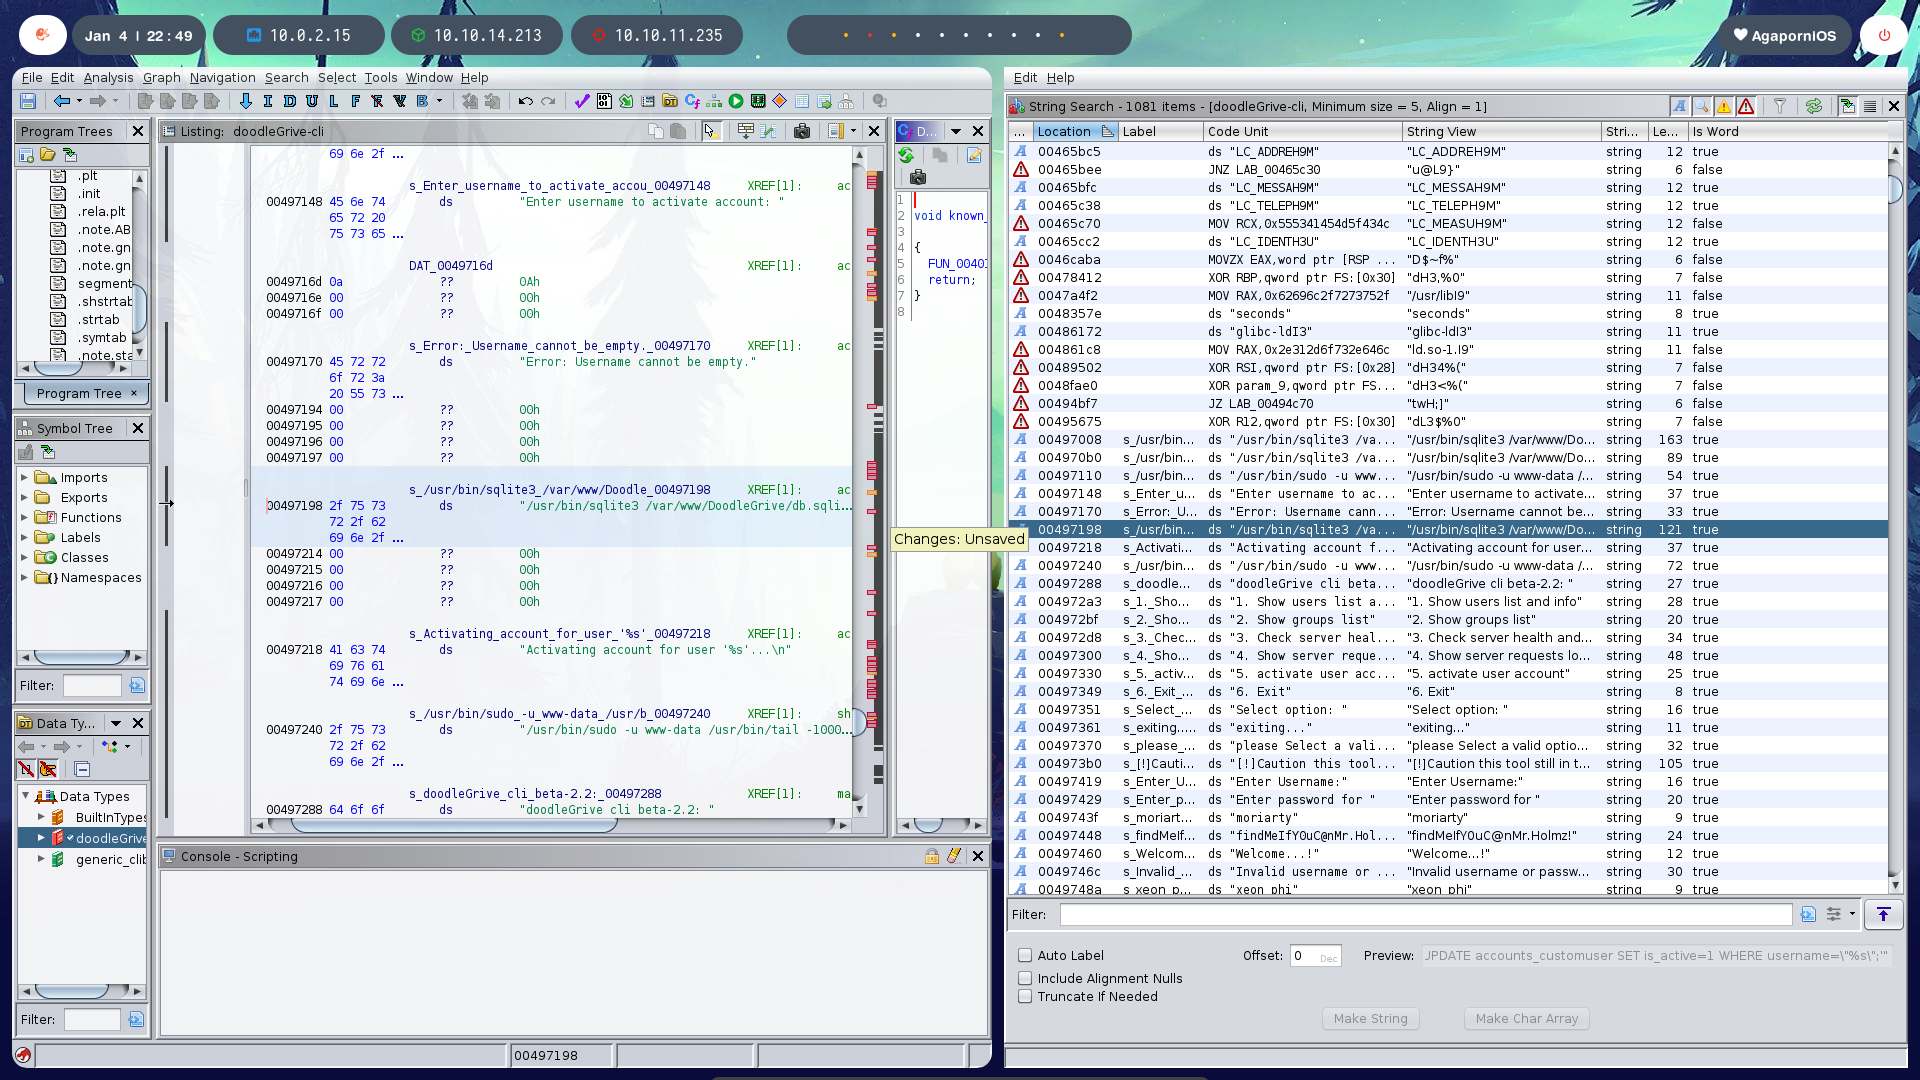 Jan 4 | 22:49
10.0.2.15
10.10.14.213
10.10.11.235
AgaporniOS
File Edit Analysis Graph Navigation Search Select Tools Window Help
I D U L F B
Program Trees
.plt
.init
.rela.plt
.note.AB
.note.gn
.note.gn
segment
.shstrtab
.strtab
.symtab
.note.sta
Program Tree ×
Symbol Tree
Imports
Exports
Functions
Labels
Classes
Namespaces
Filter:
Data Ty...
Data Types
BuiltInTypes
doodleGrive
generic_clib
Filter:
Listing: doodleGrive-cli
69 6e 2f ...
s_Enter_username_to_activate_accou_00497148 XREF[1]: ac
00497148 45 6e 74 ds "Enter username to activate account: "
65 72 20
75 73 65 ...
DAT_0049716d XREF[1]: ac
0049716d 0a ?? 0Ah
0049716e 00 ?? 00h
0049716f 00 ?? 00h
s_Error:_Username_cannot_be_empty._00497170 XREF[1]: ac
00497170 45 72 72 ds "Error: Username cannot be empty."
6f 72 3a
20 55 73 ...
00497194 00 ?? 00h
00497195 00 ?? 00h
00497196 00 ?? 00h
00497197 00 ?? 00h
s_/usr/bin/sqlite3_/var/www/Doodle_00497198 XREF[1]: ac
00497198 2f 75 73 ds "/usr/bin/sqlite3 /var/www/DoodleGrive/db.sqli...
72 2f 62
69 6e 2f ...
00497214 00 ?? 00h
00497215 00 ?? 00h
00497216 00 ?? 00h
00497217 00 ?? 00h
s_Activating_account_for_user_'%s'_00497218 XREF[1]: ac
00497218 41 63 74 ds "Activating account for user '%s'...\n"
69 76 61
74 69 6e ...
s_/usr/bin/sudo_-u_www-data_/usr/b_00497240 XREF[1]: sh
00497240 2f 75 73 ds "/usr/bin/sudo -u www-data /usr/bin/tail -1000...
72 2f 62
69 6e 2f ...
s_doodleGrive_cli_beta-2.2:_00497288 XREF[1]: ma
00497288 64 6f 6f ds "doodleGrive cli beta-2.2: "
D...
1
2 void known_
3
4 {
5 FUN_0040
6 return;
7 }
8
Changes: Unsaved
Console - Scripting
00497198
Edit Help
String Search - 1081 items - [doodleGrive-cli, Minimum size = 5, Align = 1]
... Location Label Code Unit String View Stri... Le... Is Word
00465bc5 ds "LC_ADDREH9M" "LC_ADDREH9M" string 12 true
00465bee JNZ LAB_00465c30 "u@L9}" string 6 false
00465bfc ds "LC_MESSAH9M" "LC_MESSAH9M" string 12 true
00465c38 ds "LC_TELEPH9M" "LC_TELEPH9M" string 12 true
00465c70 MOV RCX,0x555341454d5f434c "LC_MEASUH9M" string 12 false
00465cc2 ds "LC_IDENTH3U" "LC_IDENTH3U" string 12 true
0046caba MOVZX EAX,word ptr [RSP ... "D$~f%" string 6 false
00478412 XOR RBP,qword ptr FS:[0x30] "dH3,%0" string 7 false
0047a4f2 MOV RAX,0x62696c2f7273752f "/usr/libI9" string 11 false
0048357e ds "seconds" "seconds" string 8 true
00486172 ds "glibc-ldI3" "glibc-ldI3" string 11 true
004861c8 MOV RAX,0x2e312d6f732e646c "ld.so-1.I9" string 11 false
00489502 XOR RSI,qword ptr FS:[0x28] "dH34%(" string 7 false
0048fae0 XOR param_9,qword ptr FS... "dH3<%(" string 7 false
00494bf7 JZ LAB_00494c70 "twH;]" string 6 false
00495675 XOR R12,qword ptr FS:[0x30] "dL3$%0" string 7 false
00497008 s_/usr/bin... ds "/usr/bin/sqlite3 /va... "/usr/bin/sqlite3 /var/www/Do... string 163 true
004970b0 s_/usr/bin... ds "/usr/bin/sqlite3 /va... "/usr/bin/sqlite3 /var/www/Do... string 89 true
00497110 s_/usr/bin... ds "/usr/bin/sudo -u www... "/usr/bin/sudo -u www-data /... string 54 true
00497148 s_Enter_u... ds "Enter username to ac... "Enter username to activate... string 37 true
00497170 s_Error:_U... ds "Error: Username cann... "Error: Username cannot be... string 33 true
00497198 s_/usr/bin... ds "/usr/bin/sqlite3 /va... "/usr/bin/sqlite3 /var/www/Do... string 121 true
00497218 s_Activati... ds "Activating account f... "Activating account for user... string 37 true
00497240 s_/usr/bin... ds "/usr/bin/sudo -u www... "/usr/bin/sudo -u www-data /... string 72 true
00497288 s_doodle... ds "doodleGrive cli beta... "doodleGrive cli beta-2.2: " string 27 true
004972a3 s_1._Sho... ds "1. Show users list a... "1. Show users list and info" string 28 true
004972bf s_2._Sho... ds "2. Show groups list" "2. Show groups list" string 20 true
004972d8 s_3._Chec... ds "3. Check server heal... "3. Check server health and... string 34 true
00497300 s_4._Sho... ds "4. Show server reque... "4. Show server requests lo... string 48 true
00497330 s_5._activ... ds "5. activate user acc... "5. activate user account" string 25 true
00497349 s_6._Exit_... ds "6. Exit" "6. Exit" string 8 true
00497351 s_Select_... ds "Select option: " "Select option: " string 16 true
00497361 s_exiting..... ds "exiting..." "exiting..." string 11 true
00497370 s_please_... ds "please Select a vali... "please Select a valid optio... string 32 true
004973b0 s_[!]Cauti... ds "[!]Caution this tool... "[!]Caution this tool still in t... string 105 true
00497419 s_Enter_U... ds "Enter Username:" "Enter Username:" string 16 true
00497429 s_Enter_p... ds "Enter password for " "Enter password for " string 20 true
0049743f s_moriart... ds "moriarty" "moriarty" string 9 true
00497448 s_findMeIf... ds "findMeIfY0uC@nMr.Hol... "findMeIfY0uC@nMr.Holmz!" string 24 true
00497460 s_Welcom... ds "Welcome...!" "Welcome...!" string 12 true
0049746c s_Invalid_... ds "Invalid username or ... "Invalid username or passw... string 30 true
0049748a s_xeon_p... ds "xeon_phi" "xeon_phi" string 9 true
Filter:
Auto Label
Include Alignment Nulls
Truncate If Needed
Offset: 0 Dec
Preview: UPDATE accounts_customuser SET is_active=1 WHERE username=\"%s\";'"
Make String
Make Char Array